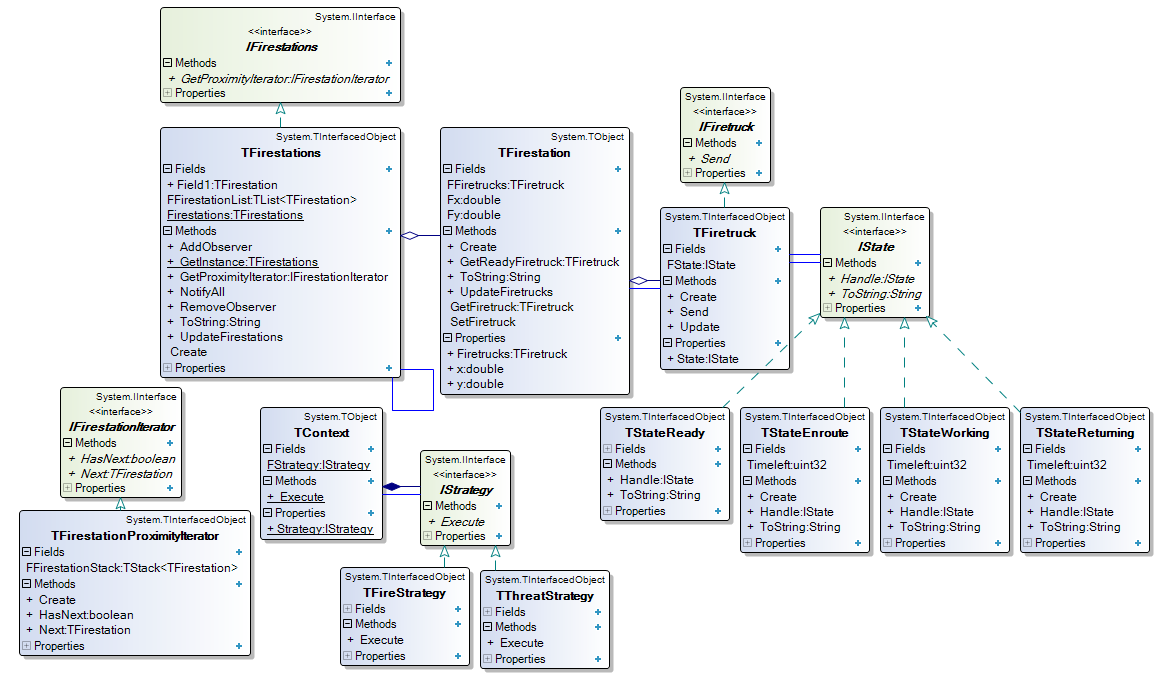 System.IInterface
<<interface>>
IFirestations
Methods
+ GetProximityIterator:IFirestationIterator
Properties
System.TInterfacedObject
TFirestations
Fields
+ Field1:TFirestation
FFirestationList:TList<TFirestation>
Firestations:TFirestations
Methods
+ AddObserver
+ GetInstance:TFirestations
+ GetProximityIterator:IFirestationIterator
+ NotifyAll
+ RemoveObserver
+ ToString:String
+ UpdateFirestations
Create
Properties
System.TObject
TFirestation
Fields
FFiretrucks:TFiretruck
Fx:double
Fy:double
Methods
+ Create
+ GetReadyFiretruck:TFiretruck
+ ToString:String
+ UpdateFiretrucks
GetFiretruck:TFiretruck
SetFiretruck
Properties
+ Firetrucks:TFiretruck
+ x:double
+ y:double
System.IInterface
<<interface>>
IFiretruck
Methods
+ Send
Properties
System.TInterfacedObject
TFiretruck
Fields
FState:IState
Methods
+ Create
+ Send
+ Update
Properties
+ State:IState
System.IInterface
<<interface>>
IState
Methods
+ Handle:IState
+ ToString:String
Properties
System.IInterface
<<interface>>
IFirestationIterator
Methods
+ HasNext:boolean
+ Next:TFirestation
Properties
System.TInterfacedObject
TFirestationProximityIterator
Fields
FFirestationStack:TStack<TFirestation>
Methods
+ Create
+ HasNext:boolean
+ Next:TFirestation
Properties
System.TObject
TContext
Fields
FStrategy:IStrategy
Methods
+ Execute
Properties
+ Strategy:IStrategy
System.IInterface
<<interface>>
IStrategy
Methods
+ Execute
Properties
System.TInterfacedObject
TFireStrategy
Fields
Methods
+ Execute
Properties
System.TInterfacedObject
TThreatStrategy
Fields
Methods
+ Execute
Properties
System.TInterfacedObject
TStateReady
Fields
Methods
+ Handle:IState
+ ToString:String
Properties
System.TInterfacedObject
TStateEnroute
Fields
Timeleft:uint32
Methods
+ Create
+ Handle:IState
+ ToString:String
Properties
System.TInterfacedObject
TStateWorking
Fields
Timeleft:uint32
Methods
+ Create
+ Handle:IState
+ ToString:String
Properties
System.TInterfacedObject
TStateReturning
Fields
Timeleft:uint32
Methods
+ Create
+ Handle:IState
+ ToString:String
Properties